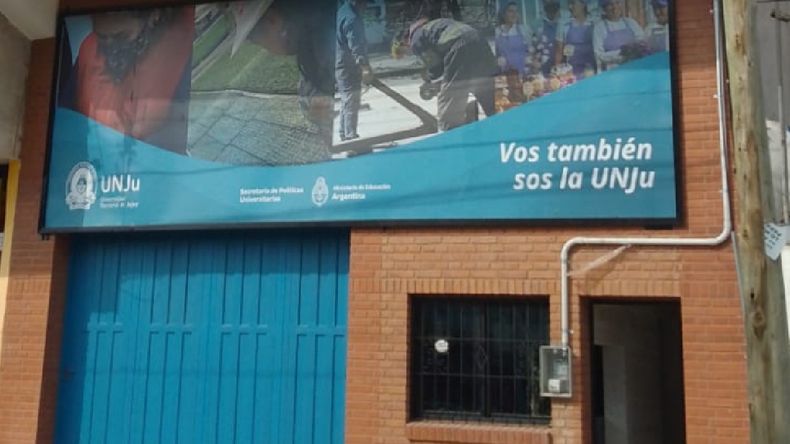 Vos también
sos la UNJu
UNJu
Universidad
Nacional de Jujuy
Secretaría de Políticas
Universitarias
Ministerio de Educación
Argentina